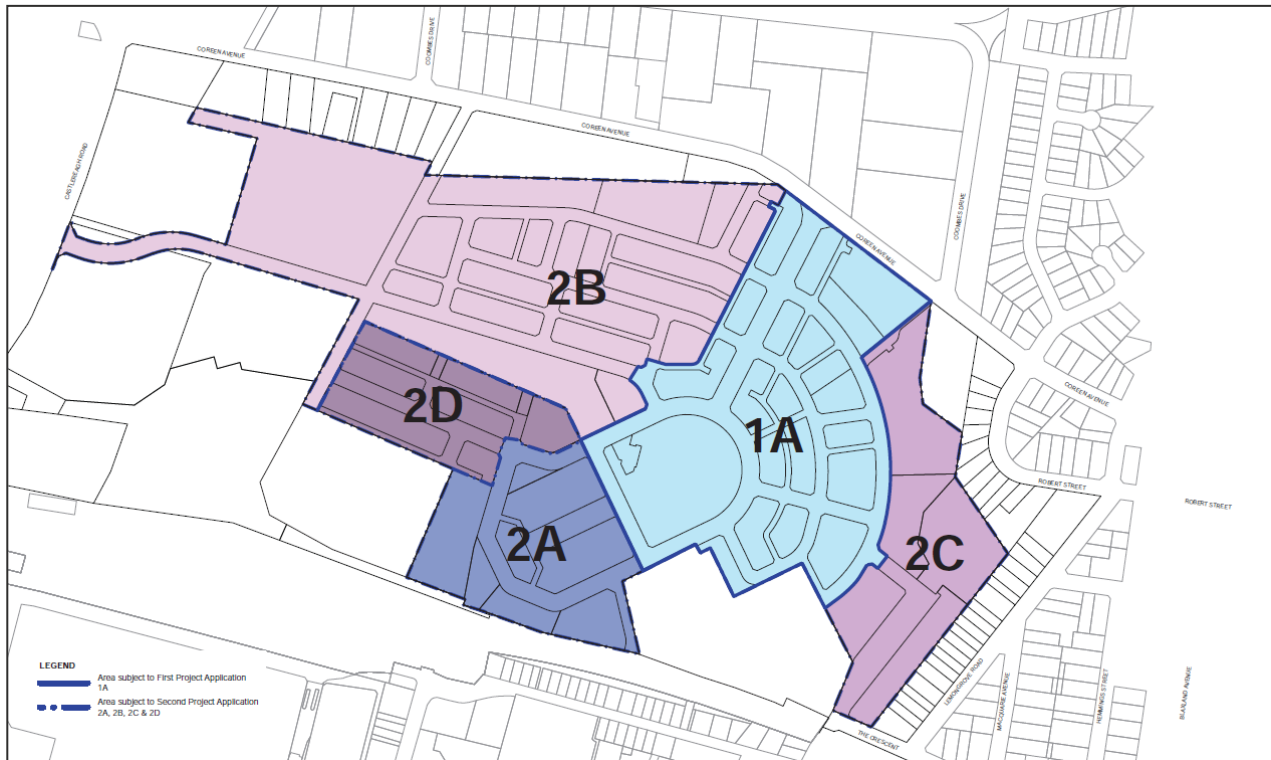 COREEN AVENUE
COOMBES DRIVE
COREEN AVENUE
CASTLEREAGH ROAD
COOMBES DRIVE
COREEN AVENUE
2B
COREEN AVENUE
2D
1A
ROBERT STREET
ROBERT STREET
2A
2C
LEGEND
Area subject to First Project Application
1A
Area subject to Second Project Application
2A, 2B, 2C & 2D
LEMONGROVE ROAD
MACQUARIE AVENUE
HEMMINGS STREET
BLAXLAND AVENUE
THE CRESCENT